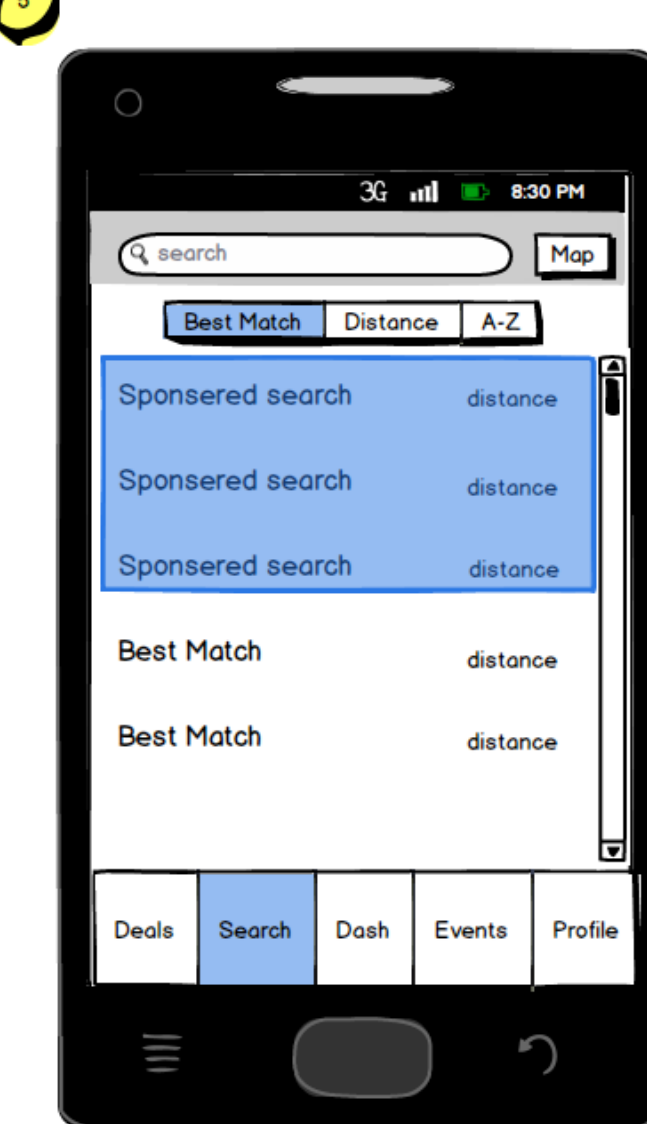 5
3G 8:30 PM
search Map
Best Match Distance A-Z
Sponsered search distance
Sponsered search distance
Sponsered search distance
Best Match distance
Best Match distance
Deals Search Dash Events Profile